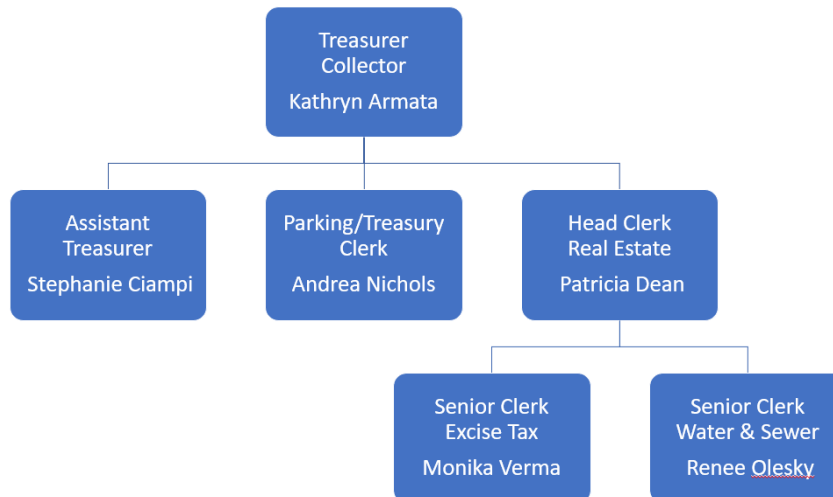 Treasurer
Collector
Kathryn Armata
Assistant
Treasurer
Stephanie Ciampi
Parking/Treasury
Clerk
Andrea Nichols
Head Clerk
Real Estate
Patricia Dean
Senior Clerk
Excise Tax
Monika Verma
Senior Clerk
Water & Sewer
Renee Olesky